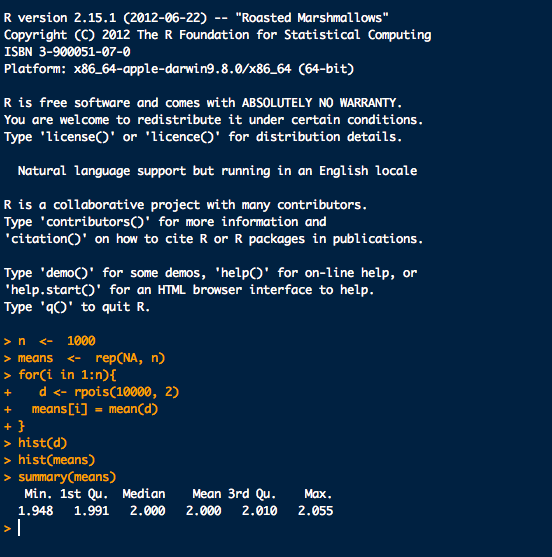 R version 2.15.1 (2012-06-22) -- "Roasted Marshmallows"
Copyright (C) 2012 The R Foundation for Statistical Computing
ISBN 3-900051-07-0
Platform: x86_64-apple-darwin9.8.0/x86_64 (64-bit)

R is free software and comes with ABSOLUTELY NO WARRANTY.
You are welcome to redistribute it under certain conditions.
Type 'license()' or 'licence()' for distribution details.

  Natural language support but running in an English locale

R is a collaborative project with many contributors.
Type 'contributors()' for more information and
'citation()' on how to cite R or R packages in publications.

Type 'demo()' for some demos, 'help()' for on-line help, or
'help.start()' for an HTML browser interface to help.
Type 'q()' to quit R.

> n  <-  1000
> means  <-  rep(NA, n)
> for(i in 1:n){
+    d <- rpois(10000, 2)
+   means[i] = mean(d)
+ }
> hist(d)
> hist(means)
> summary(means)
   Min. 1st Qu.  Median    Mean 3rd Qu.    Max.
  1.948   1.991   2.000   2.000   2.010   2.055
>